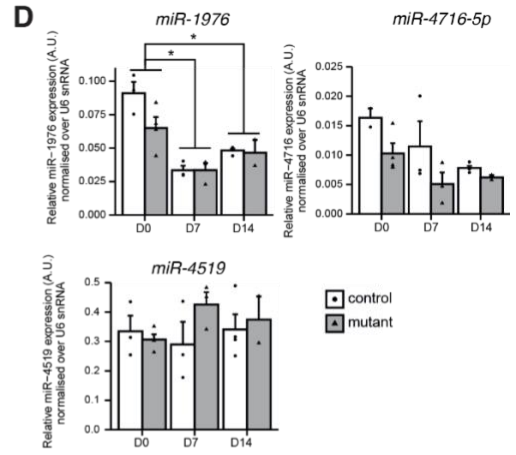 D
miR-1976
miR-4716-5p
Relative miR-1976 expression (A.U.)
normalised over U6 snRNA
0.100
0.075
0.050
0.025
0.000
*
*
D0
D7
D14
Relative miR-4716 expression (A.U.)
normalised over U6 snRNA
0.025
0.020
0.015
0.010
0.005
0.000
D0
D7
D14
miR-4519
Relative miR-4519 expression (A.U.)
normalised over U6 snRNA
0.5
0.4
0.3
0.2
0.1
0.0
D0
D7
D14
control
mutant